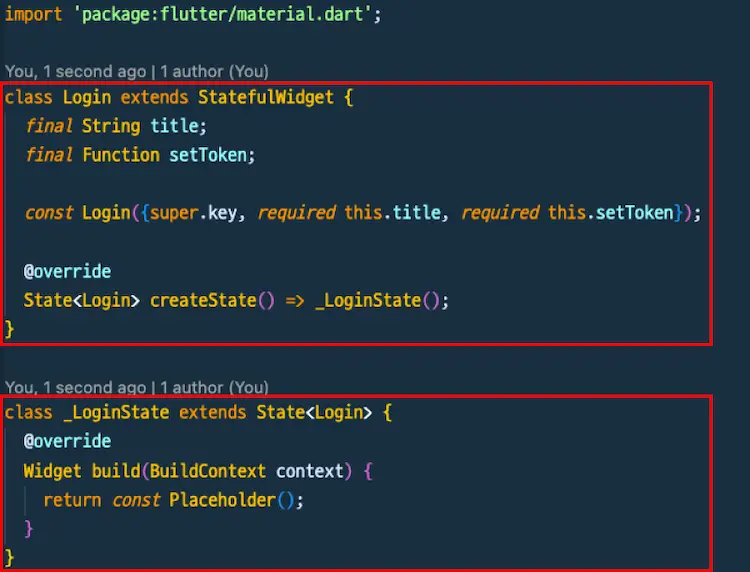 import 'package:flutter/material.dart';
You, 1 second ago | 1 author (You)
class Login extends StatefulWidget {
final String title;
final Function setToken;
const Login({super.key, required this.title, required this.setToken});
@override
State<Login> createState() => _LoginState();
}
You, 1 second ago | 1 author (You)
class _LoginState extends State<Login> {
@override
Widget build(BuildContext context) {
return const Placeholder();
}
}